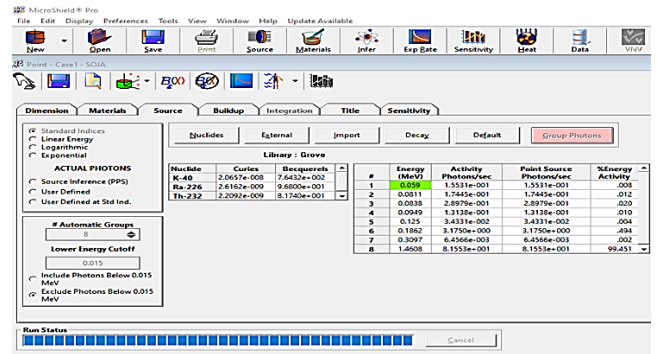 MicroShield® Pro
File Edit Display Preferences Tools View Window Help Update Available
New Open Save Print Source Materials Infer Exp Rate Sensitivity Heat Data V\V
Point - Case1 - SOJA
Dimension Materials Source Buildup Integration Title Sensitivity
Standard Indices
Linear Energy
Logarithmic
Exponential
ACTUAL PHOTONS
Source Inference (PPS)
User Defined
User Defined at Std Ind.
# Automatic Groups
8
Lower Energy Cutoff
0.015
Include Photons Below 0.015 MeV
Exclude Photons Below 0.015 MeV
Nuclides External Import Decay Default Group Photons
Library : Grove
Nuclide Curies Becquerels
K-40 2.0657e-008 7.6432e+002
Ra-226 2.6162e-009 9.6800e+001
Th-232 2.2092e-009 8.1740e+001
# Energy (MeV) Activity Photons/sec Point Source Photons/sec %Energy Activity
1 0.059 1.5531e-001 1.5531e-001 .008
2 0.0811 1.7445e-001 1.7445e-001 .012
3 0.0838 2.8979e-001 2.8979e-001 .020
4 0.0949 1.3138e-001 1.3138e-001 .010
5 0.125 3.4331e-002 3.4331e-002 .004
6 0.1862 3.1750e+000 3.1750e+000 .494
7 0.3097 6.4566e-003 6.4566e-003 .002
8 1.4608 8.1553e+001 8.1553e+001 99.451
Run Status
Cancel